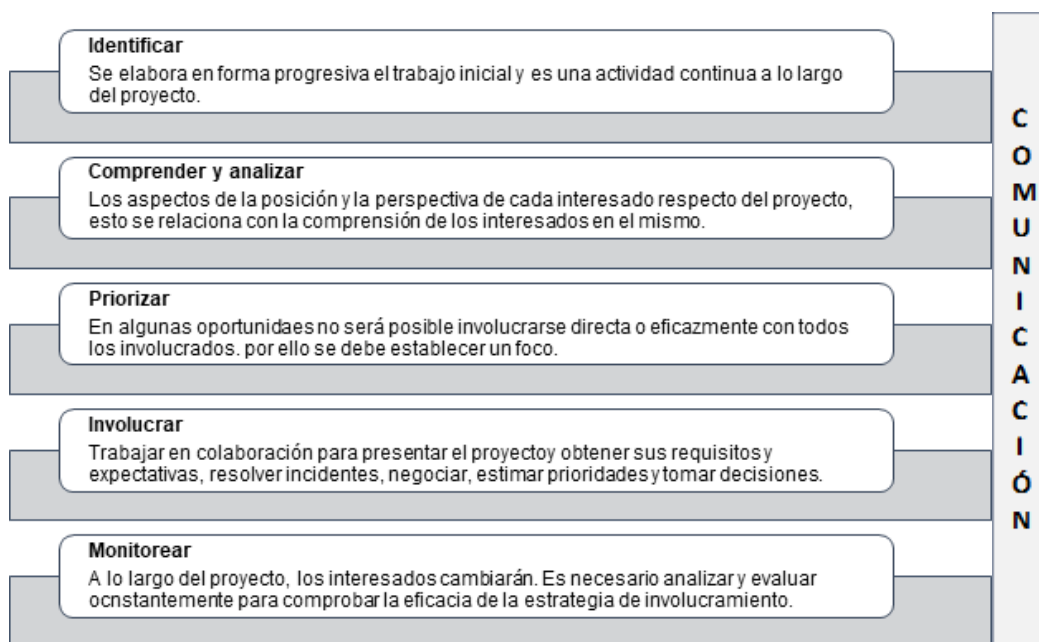 Identificar
Se elabora en forma progresiva el trabajo inicial y es una actividad continua a lo largo
del proyecto.
Comprender y analizar
Los aspectos de la posición y la perspectiva de cada interesado respecto del proyecto,
esto se relaciona con la comprensión de los interesados en el mismo.
Priorizar
En algunas oportunidaes no será posible involucrarse directa o eficazmente con todos
los involucrados. por ello se debe establecer un foco.
Involucrar
Trabajar en colaboración para presentar el proyectoy obtener sus requisitos y
expectativas, resolver incidentes, negociar, estimar prioridades y tomar decisiones.
Monitorear
A lo largo del proyecto, los interesados cambiarán. Es necesario analizar y evaluar
ocnstantemente para comprobar la eficacia de la estrategia de involucramiento.
COMUNICACIÓN